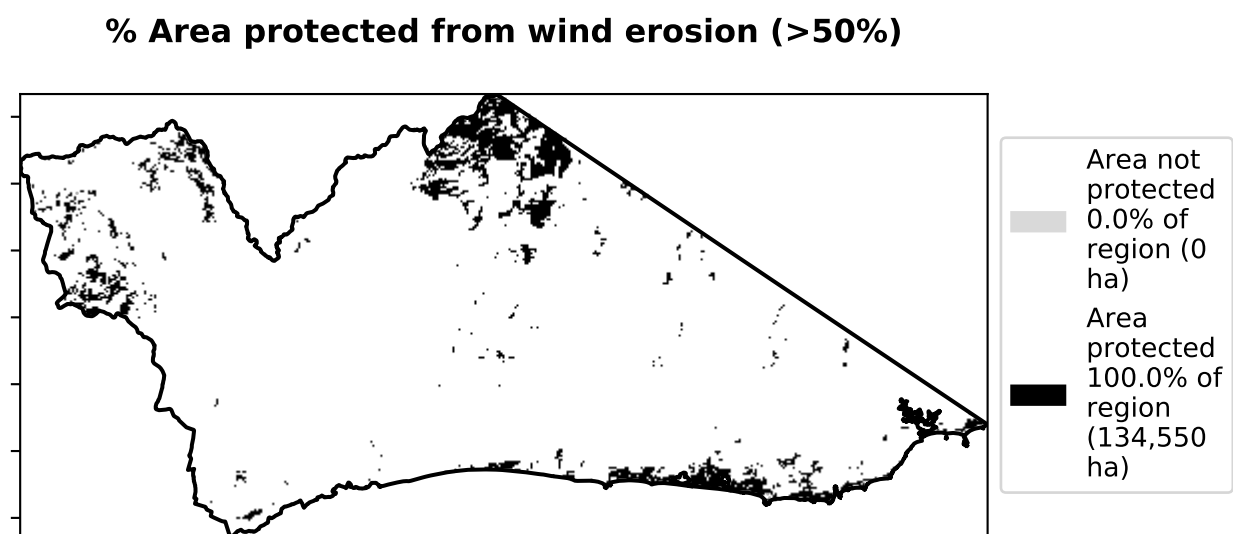 % Area protected from wind erosion (>50%)
Area not
protected
0.0% of
region (0
ha)
Area
protected
100.0% of
region
(134,550
ha)